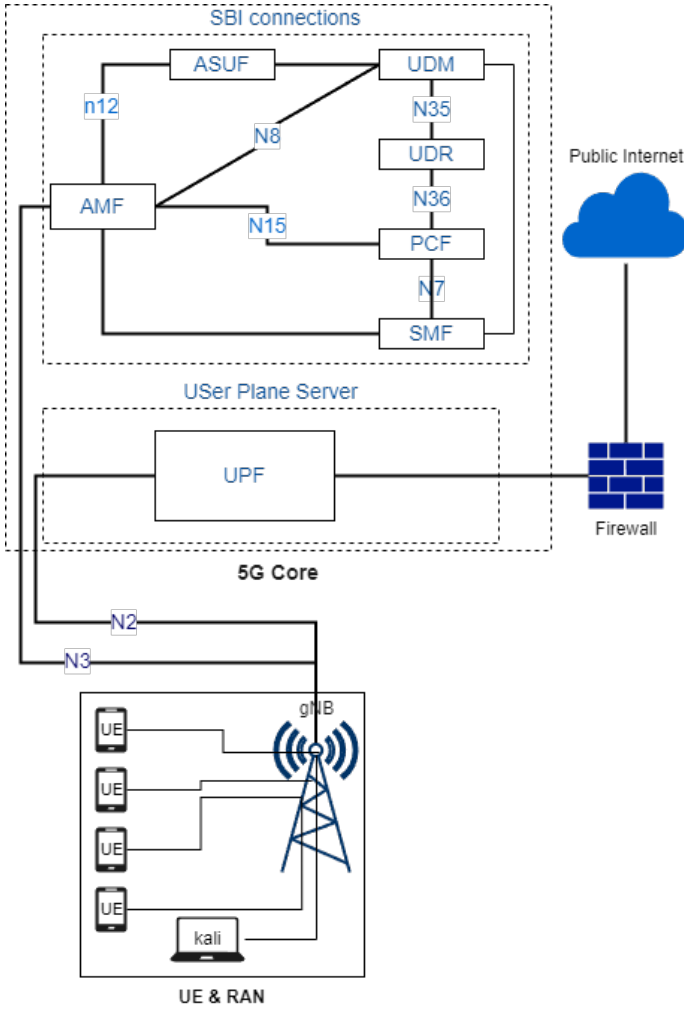 SBI connections
ASUF
UDM
n12
N35
N8
UDR
Public Internet
AMF
N36
N15
PCF
N7
SMF
USer Plane Server
UPF
Firewall
5G Core
N2
N3
gNB
UE
UE
UE
UE
kali
UE & RAN